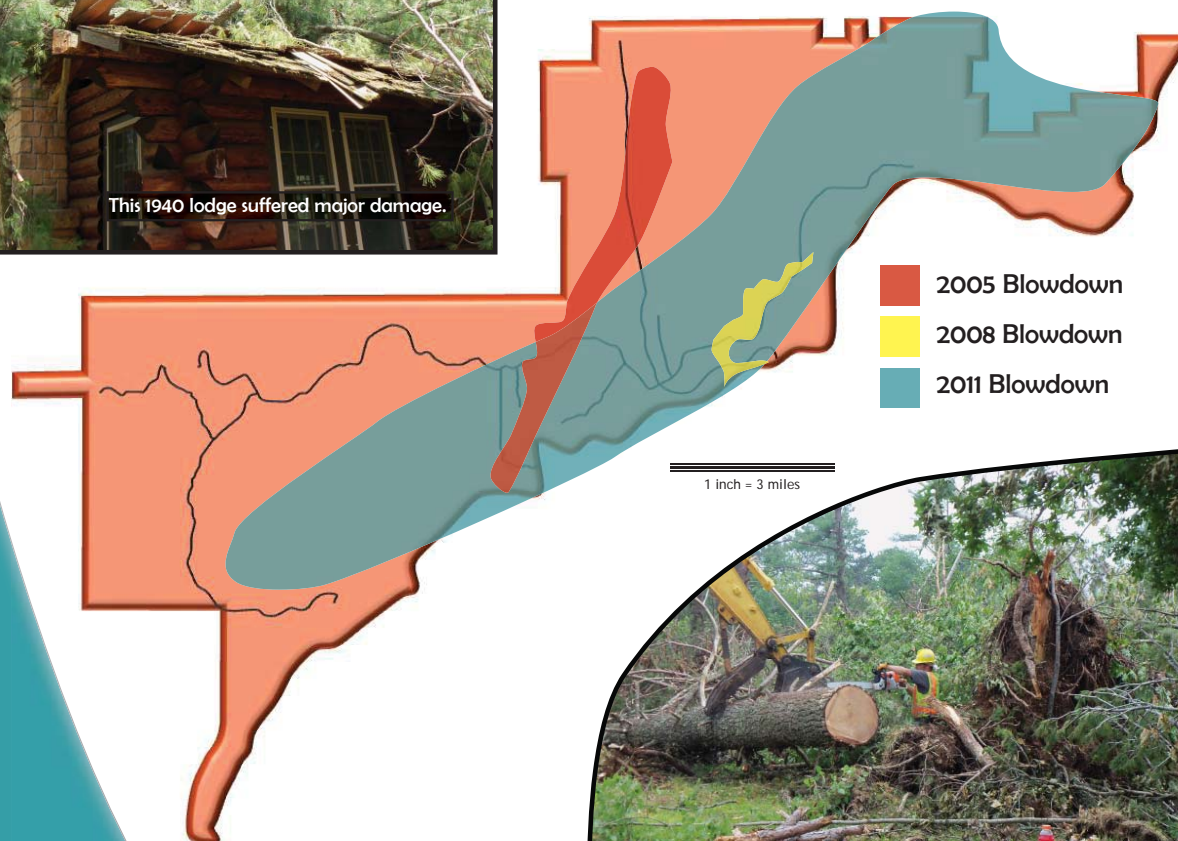 This 1940 lodge suffered major damage.
2005 Blowdown
2008 Blowdown
2011 Blowdown
1 inch = 3 miles